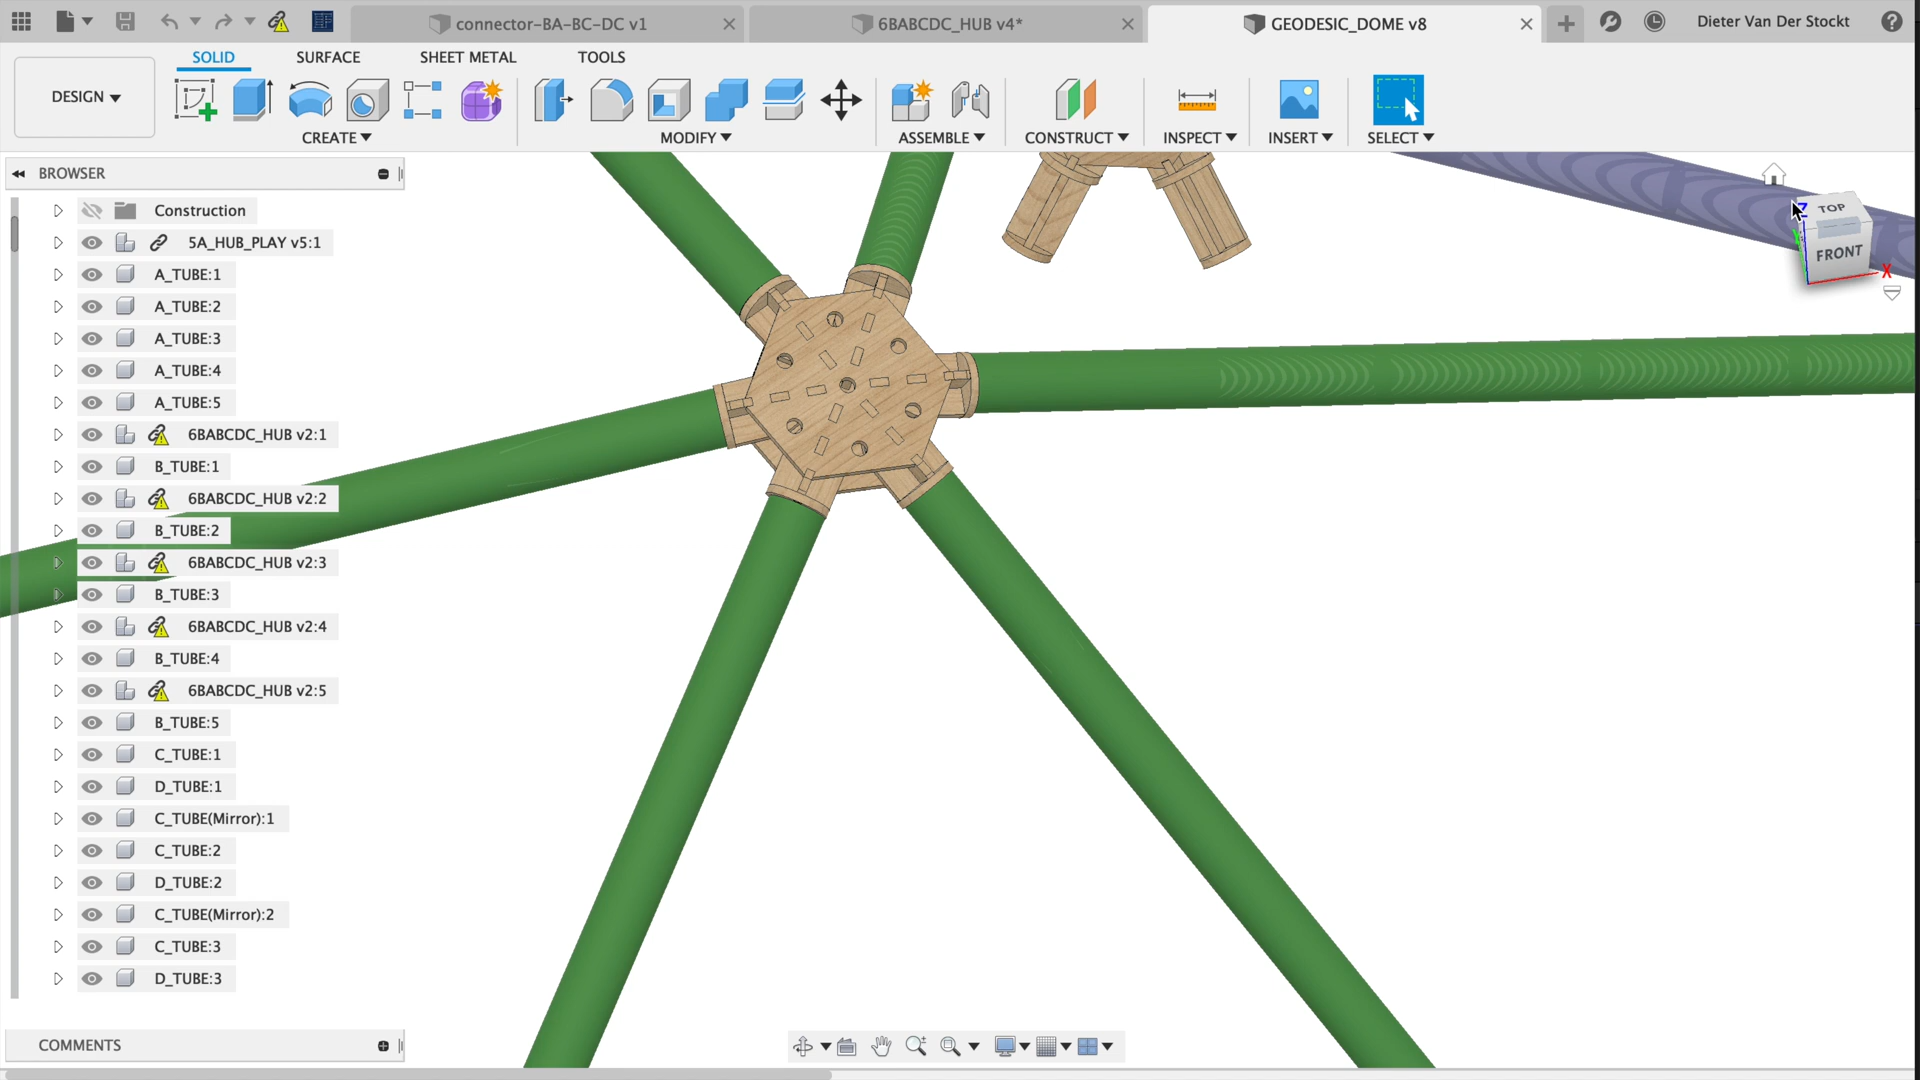 connector-BA-BC-DC v1
6BABCDC_HUB v4*
GEODESIC_DOME v8
Dieter Van Der Stockt
SOLID
SURFACE
SHEET METAL
TOOLS
DESIGN
CREATE
MODIFY
ASSEMBLE
CONSTRUCT
INSPECT
INSERT
SELECT
BROWSER
Construction
5A_HUB_PLAY v5:1
A_TUBE:1
A_TUBE:2
A_TUBE:3
A_TUBE:4
A_TUBE:5
6BABCDC_HUB v2:1
B_TUBE:1
6BABCDC_HUB v2:2
B_TUBE:2
6BABCDC_HUB v2:3
B_TUBE:3
6BABCDC_HUB v2:4
B_TUBE:4
6BABCDC_HUB v2:5
B_TUBE:5
C_TUBE:1
D_TUBE:1
C_TUBE(Mirror):1
C_TUBE:2
D_TUBE:2
C_TUBE(Mirror):2
C_TUBE:3
D_TUBE:3
Z
TOP
FRONT
X
COMMENTS